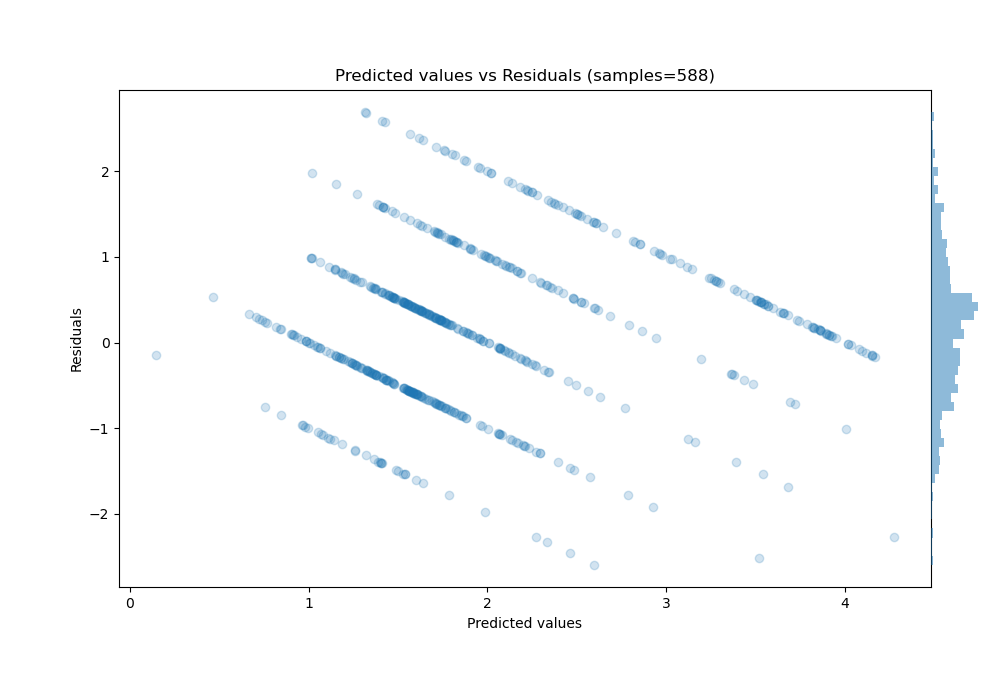 Predicted values vs Residuals (samples=588)
2
1
0
−1
−2
Residuals
0 1 2 3 4
Predicted values